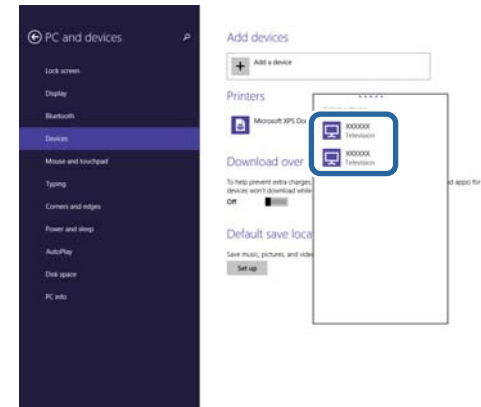 PC and devices
Lock screen
Display
Bluetooth
Devices
Mouse and touchpad
Typing
Corners and edges
Power and sleep
AutoPlay
Disk space
PC info
Add devices
Add a device
Printers
Microsoft XPS Doc
Download over
To help prevent extra charges,
d apps) for
devices won't download while
Off
Default save loca
Save music, pictures, and vide
Set up
XXXXXX
Television
XXXXXX
Television